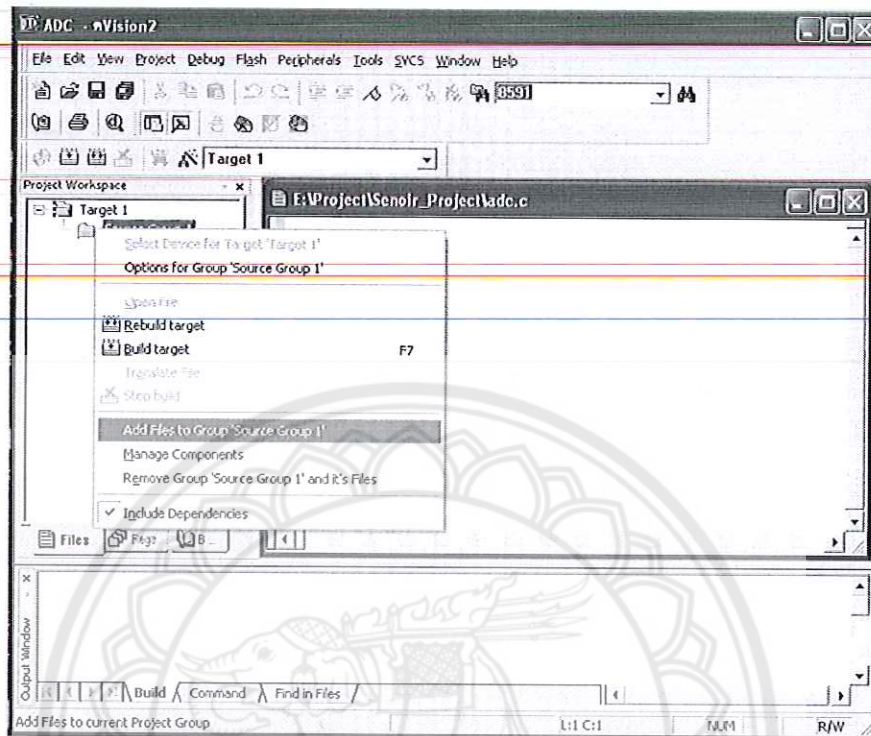 ADC - µVision2
File Edit View Project Debug Flash Peripherals Tools SVCS Window Help
0591
Target 1
Project Workspace
E:\Project\Senoir_Project\adc.c
Target 1
Select Device for Target 'Target 1'
Options for Group 'Source Group 1'
Open File
Rebuild target
Build target F7
Translate File
Stop build
Add Files to Group 'Source Group 1'
Manage Components
Remove Group 'Source Group 1' and it's Files
Include Dependencies
Files Regs B...
Output Window
Build Command Find in Files
Add Files to current Project Group L:1 C:1 NUM R/W